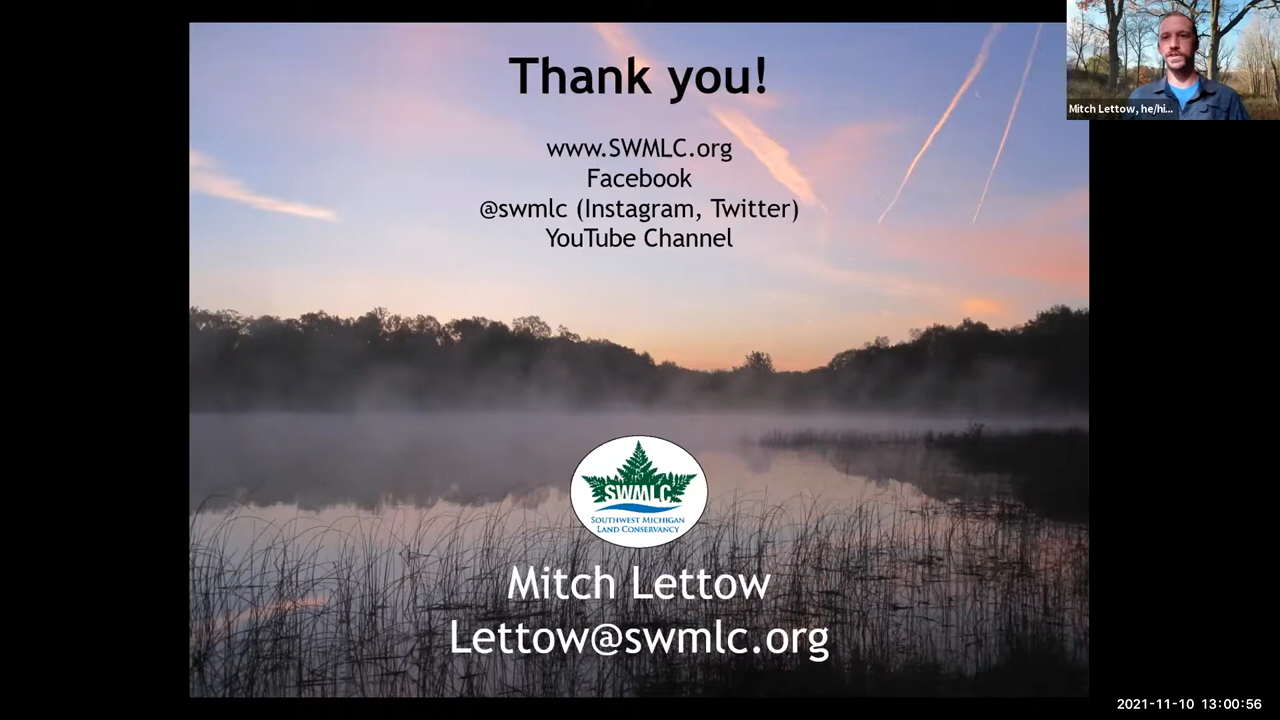 Thank you!
www.SWMLC.org
Facebook
@swmlc (Instagram, Twitter)
YouTube Channel
Mitch Lettow, he/hi...
SWMLC
SOUTHWEST MICHIGAN
LAND CONSERVANCY
Mitch Lettow
Lettow@swmlc.org
2021-11-10 13:00:56